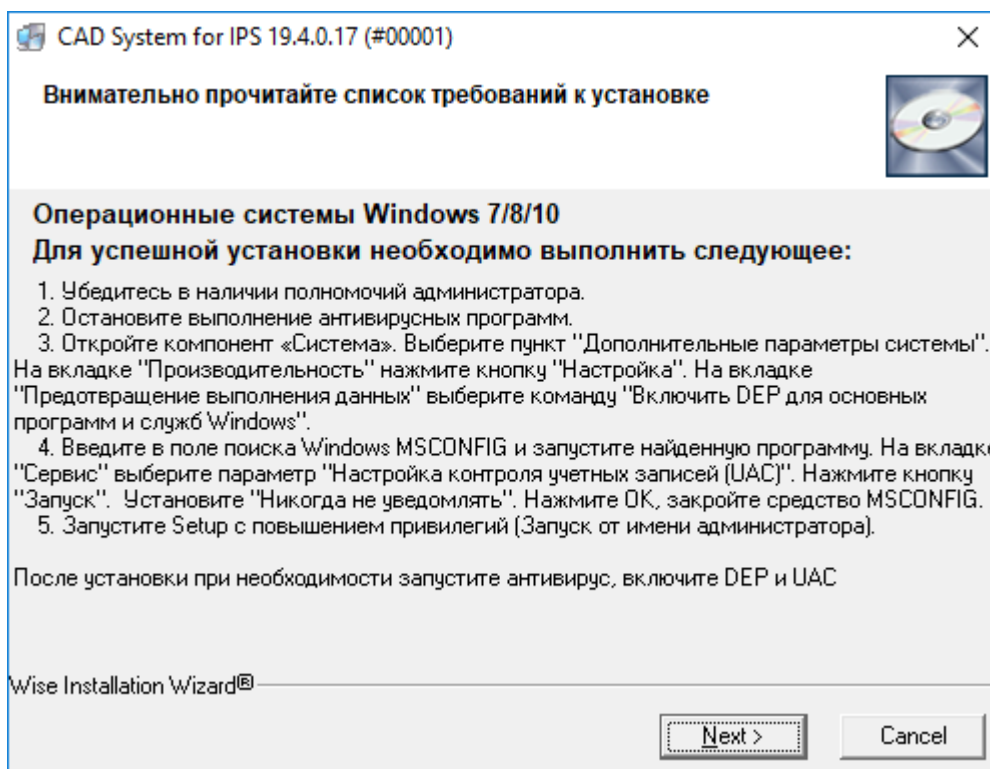 CAD System for IPS 19.4.0.17 (#00001)
Внимательно прочитайте список требований к установке
Операционные системы Windows 7/8/10
Для успешной установки необходимо выполнить следующее:
1. Убедитесь в наличии полномочий администратора.
2. Остановите выполнение антивирусных программ.
3. Откройте компонент «Система». Выберите пункт "Дополнительные параметры системы".
На вкладке "Производительность" нажмите кнопку "Настройка". На вкладке
"Предотвращение выполнения данных" выберите команду "Включить DEP для основных
программ и служб Windows".
4. Введите в поле поиска Windows MSCONFIG и запустите найденную программу. На вкладке
"Сервис" выберите параметр "Настройка контроля учетных записей (UAC)". Нажмите кнопку
"Запуск". Установите "Никогда не уведомлять". Нажмите ОК, закройте средство MSCONFIG.
5. Запустите Setup с повышением привилегий (Запуск от имени администратора).
После установки при необходимости запустите антивирус, включите DEP и UAC
Wise Installation Wizard®
Next >
Cancel